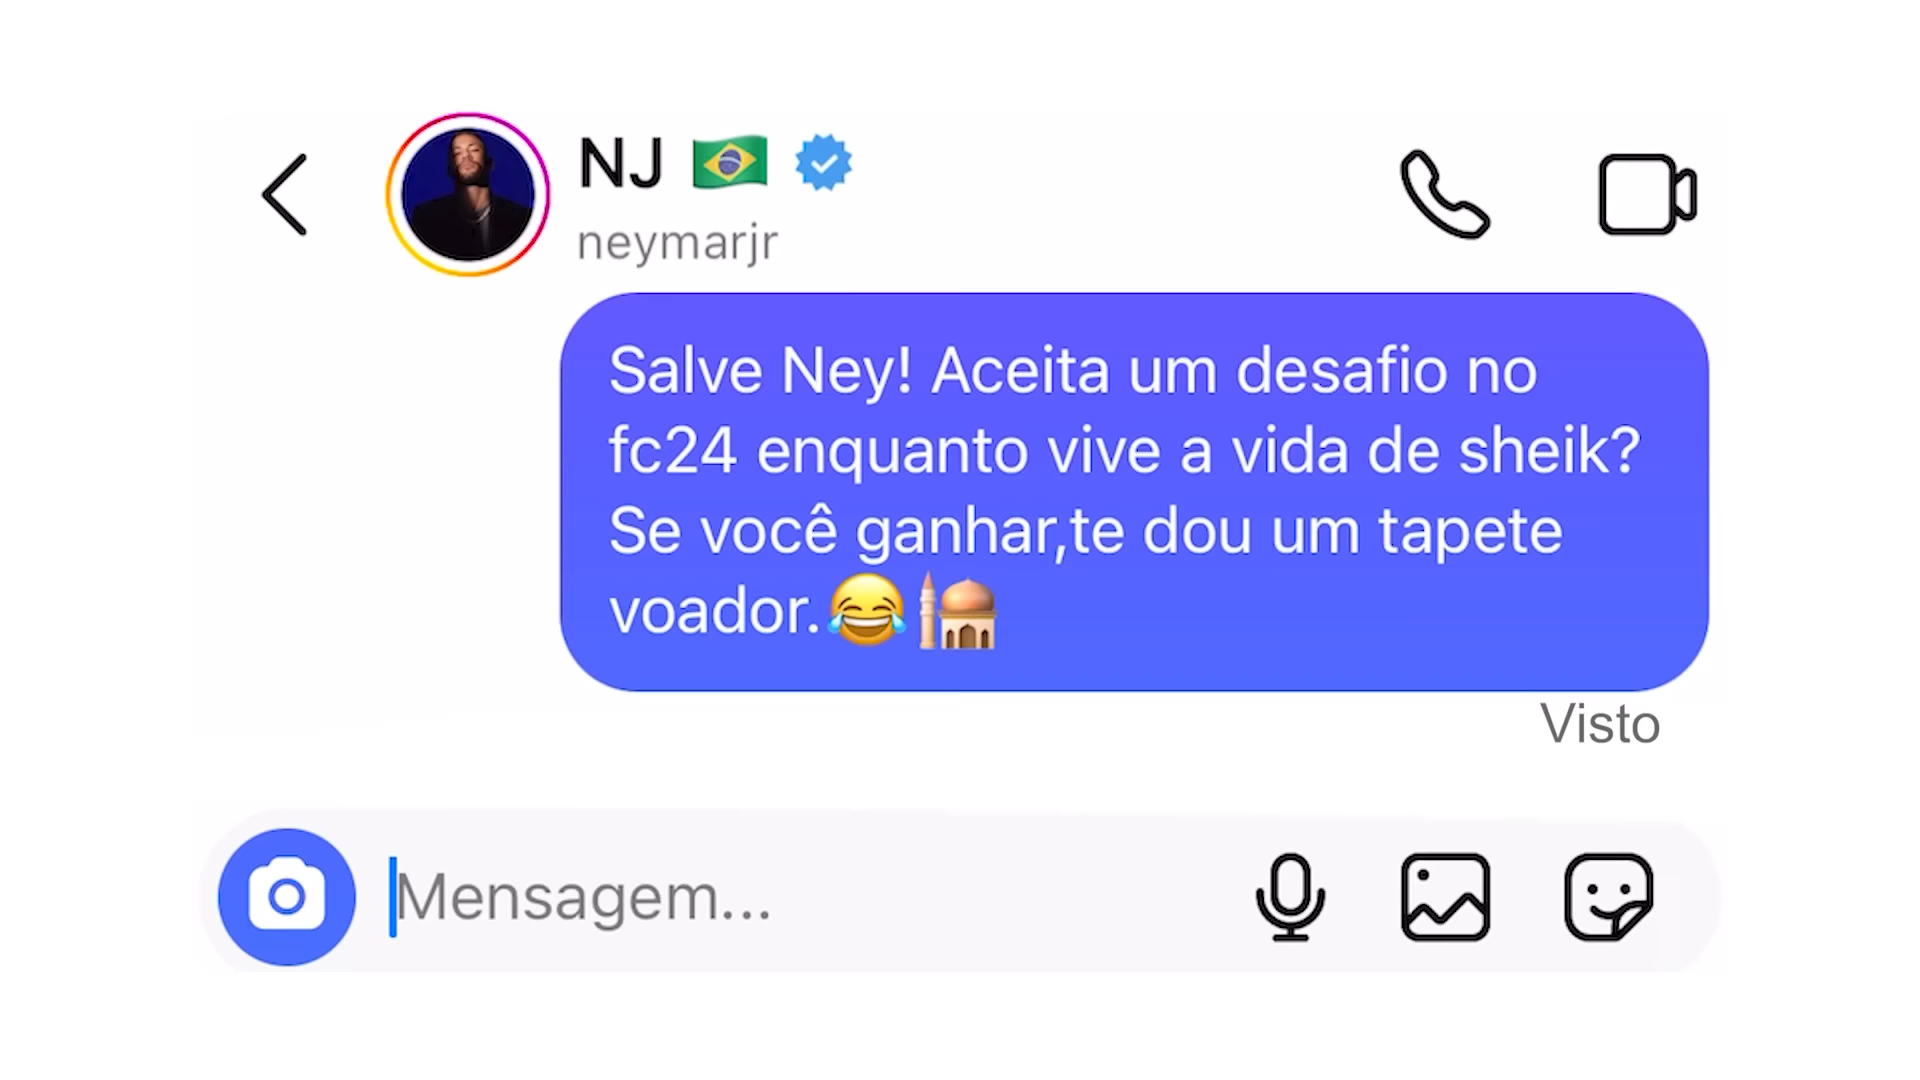 NJ 🇧🇷
neymarjr
Salve Ney! Aceita um desafio no
fc24 enquanto vive a vida de sheik?
Se você ganhar,te dou um tapete
voador.😂🕌
Visto
Mensagem...